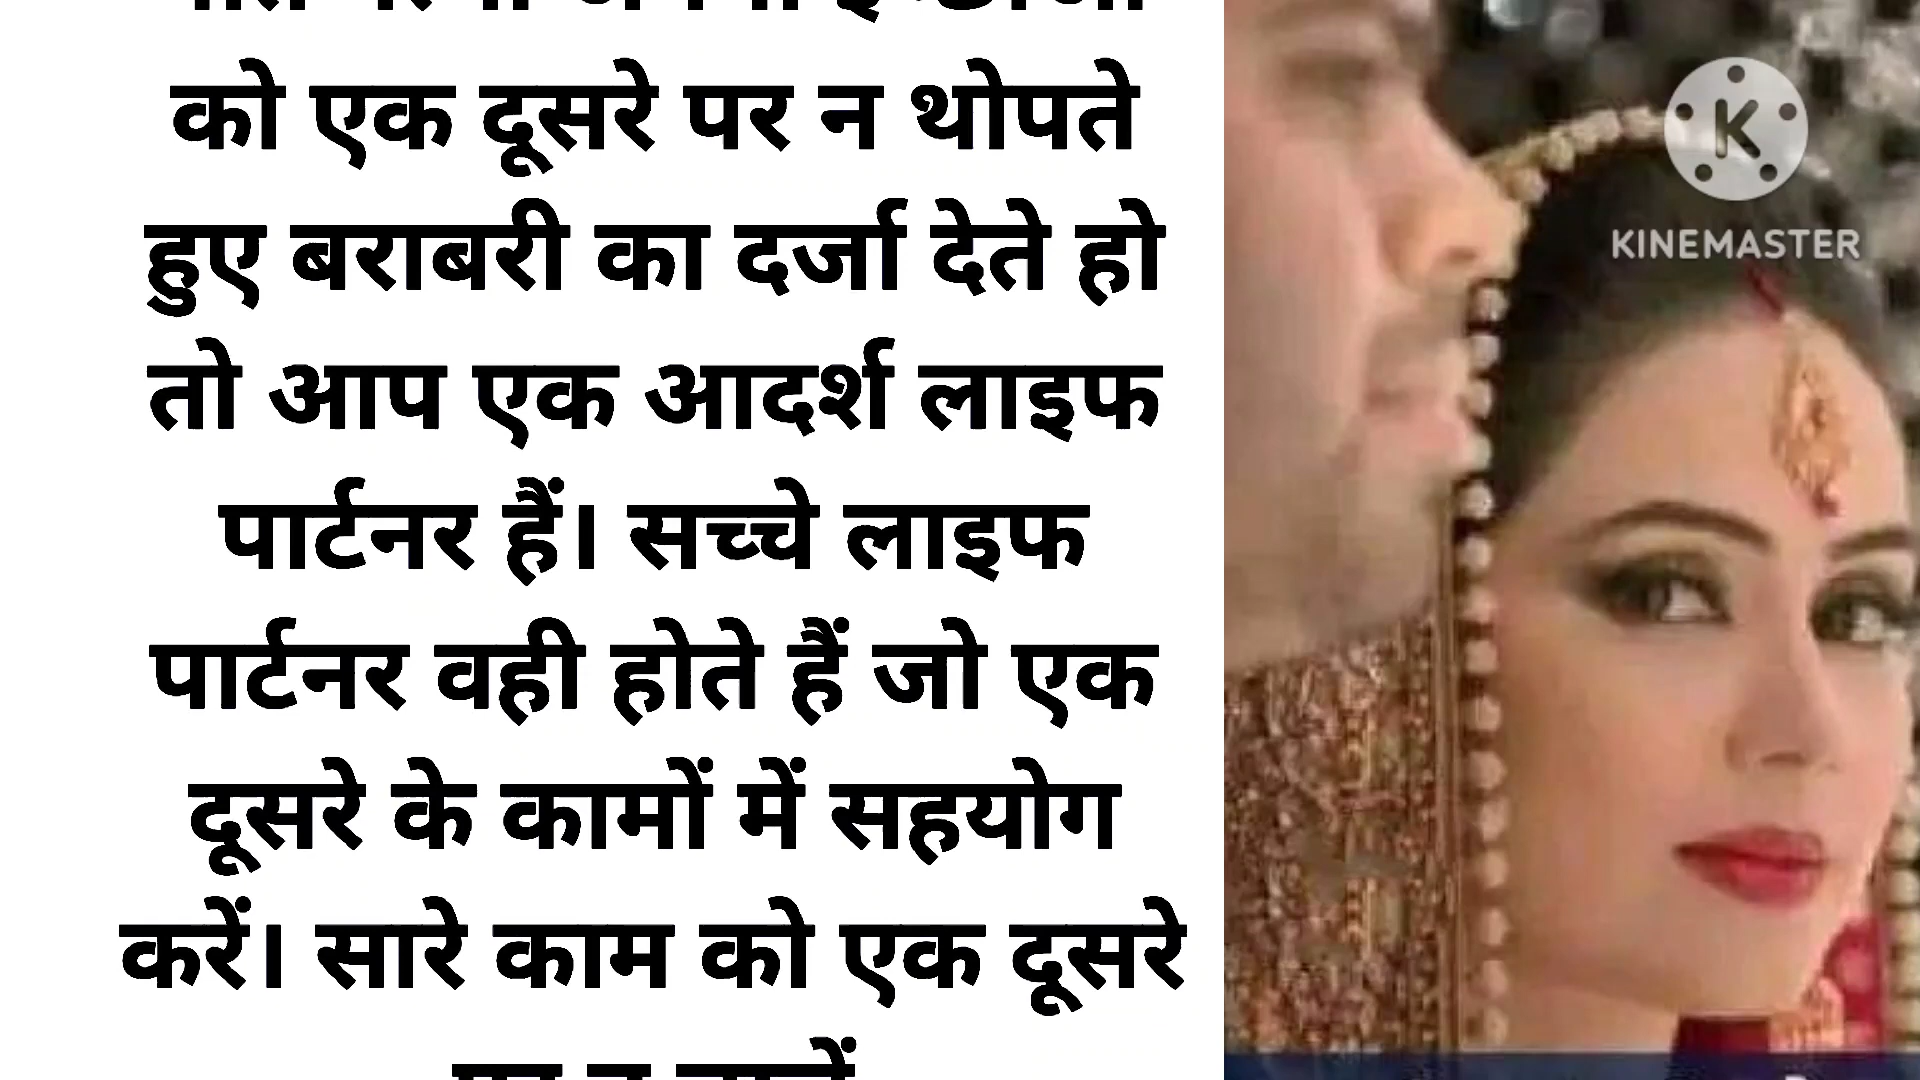 को एक दूसरे पर न थोपते
हुए बराबरी का दर्जा देते हो
तो आप एक आदर्श लाइफ
पार्टनर हैं। सच्चे लाइफ
पार्टनर वही होते हैं जो एक
दूसरे के कामों में सहयोग
करें। सारे काम को एक दूसरे
K
KINEMASTER